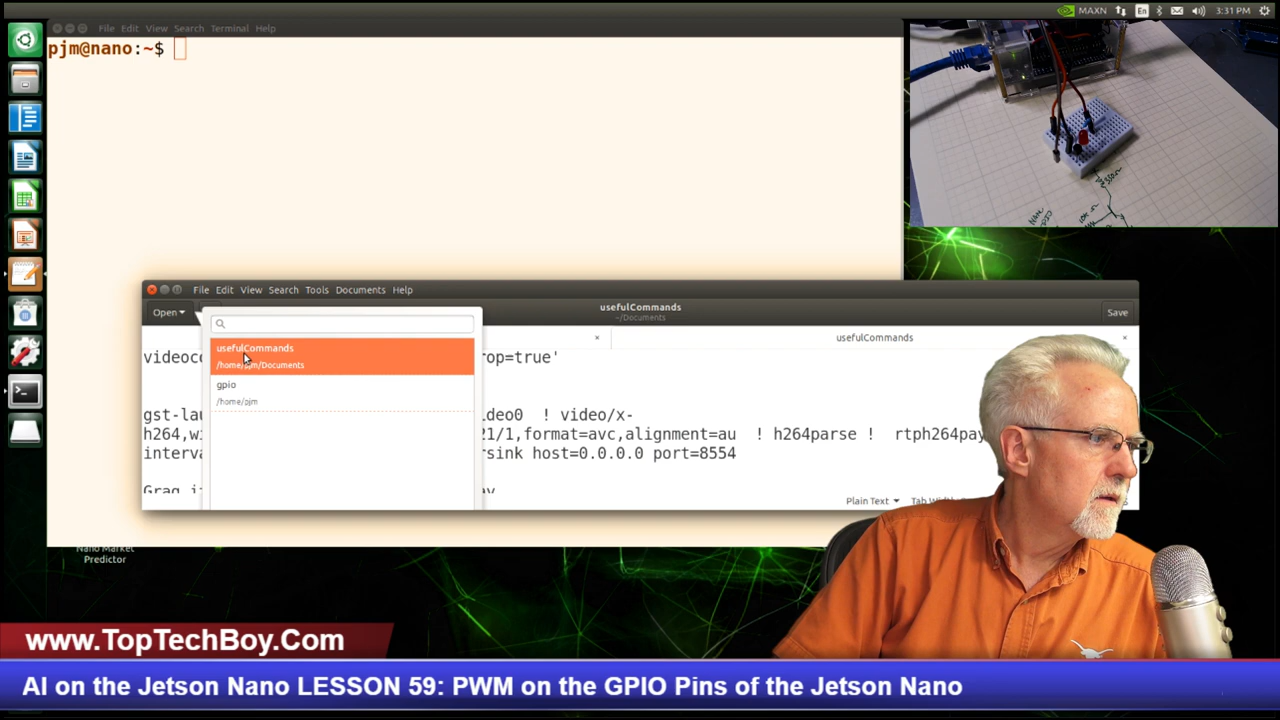 MAXN En 3:31 PM
File Edit View Search Terminal Help
pjm@nano:~$
File Edit View Search Tools Documents Help
Open usefulCommands Save
~/Documents
usefulCommands
usefulCommands
/home/pjm/Documents
gpio
/home/pjm
rop=true'
gst-lau ideo0 ! video/x-
21/1,format=avc,alignment=au ! h264parse ! rtph264pay
interva rsink host=0.0.0.0 port=8554
Plain Text Tab
Nano Market
Predictor
www.TopTechBoy.Com
AI on the Jetson Nano LESSON 59: PWM on the GPIO Pins of the Jetson Nano